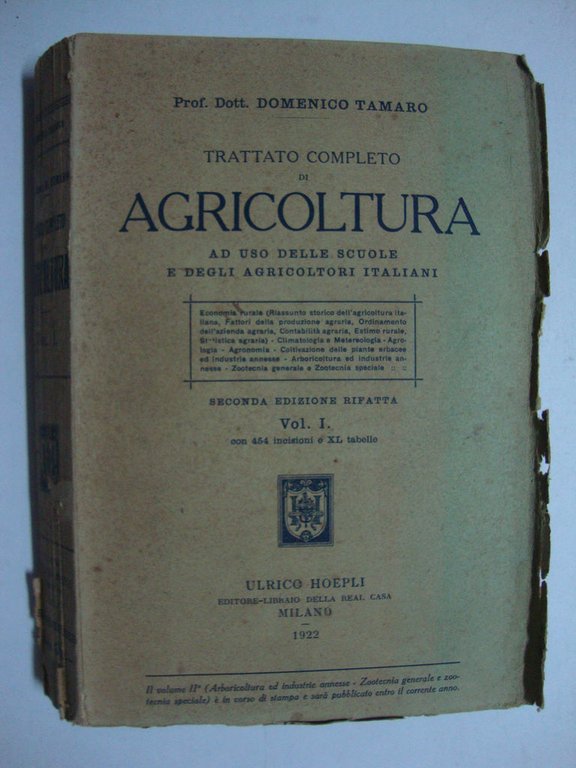 Prof. Dott. DOMENICO TAMARO
TRATTATO COMPLETO
DI
AGRICOLTURA
AD USO DELLE SCUOLE
E DEGLI AGRICOLTORI ITALIANI
Economia rurale (Riassunto storico dell'agricoltura ita-
liana, Fattori della produzione agraria, Ordinamento
dell'azienda agraria, Contabilità agraria, Estimo rurale,
agraria) - Climatologia e Metereologia - Agro-
logia - Agronomia - Coltivazione delle piante erbacee
ed industrie annesse - Arboricoltura ed industrie an-
nesse - Zootecnia generale e Zootecnia speciale :: ::
SECONDA EDIZIONE RIFATTA
Vol. I.
con 454 incisioni e XL tabelle
ULRICO HOEPLI
EDITORE-LIBRAIO DELLA REAL CASA
MILANO
1922
Il volume II° (Arboricoltura ed industrie annesse - Zootecnia generale e zoo-
tecnia speciale) è in corso di stampa e sarà pubblicato entro il corrente anno.